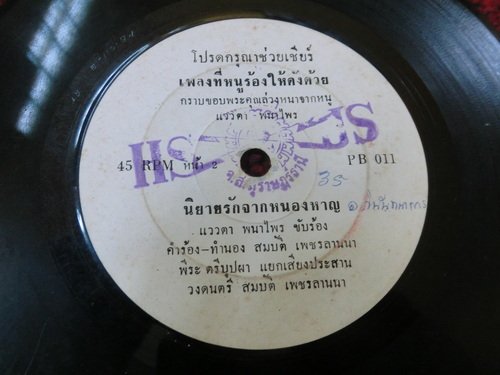 โปรดกรุณาช่วยเชียร์
เพลงที่หนูร้องให้ดังด้วย
กราบขอบพระคุณล่วงหน้าจากหนู
แววตา พนาไพร
45 RPM หน้า 2
PB 011
35
นิยายรักจากหนองหาญ
แววตา พนาไพร ขับร้อง
คำร้อง-ทำนอง สมบัติ เพชรลานนา
พีระ ตรีบุปผา แยกเสียงประสาน
วงดนตรี สมบัติ เพชรลานนา